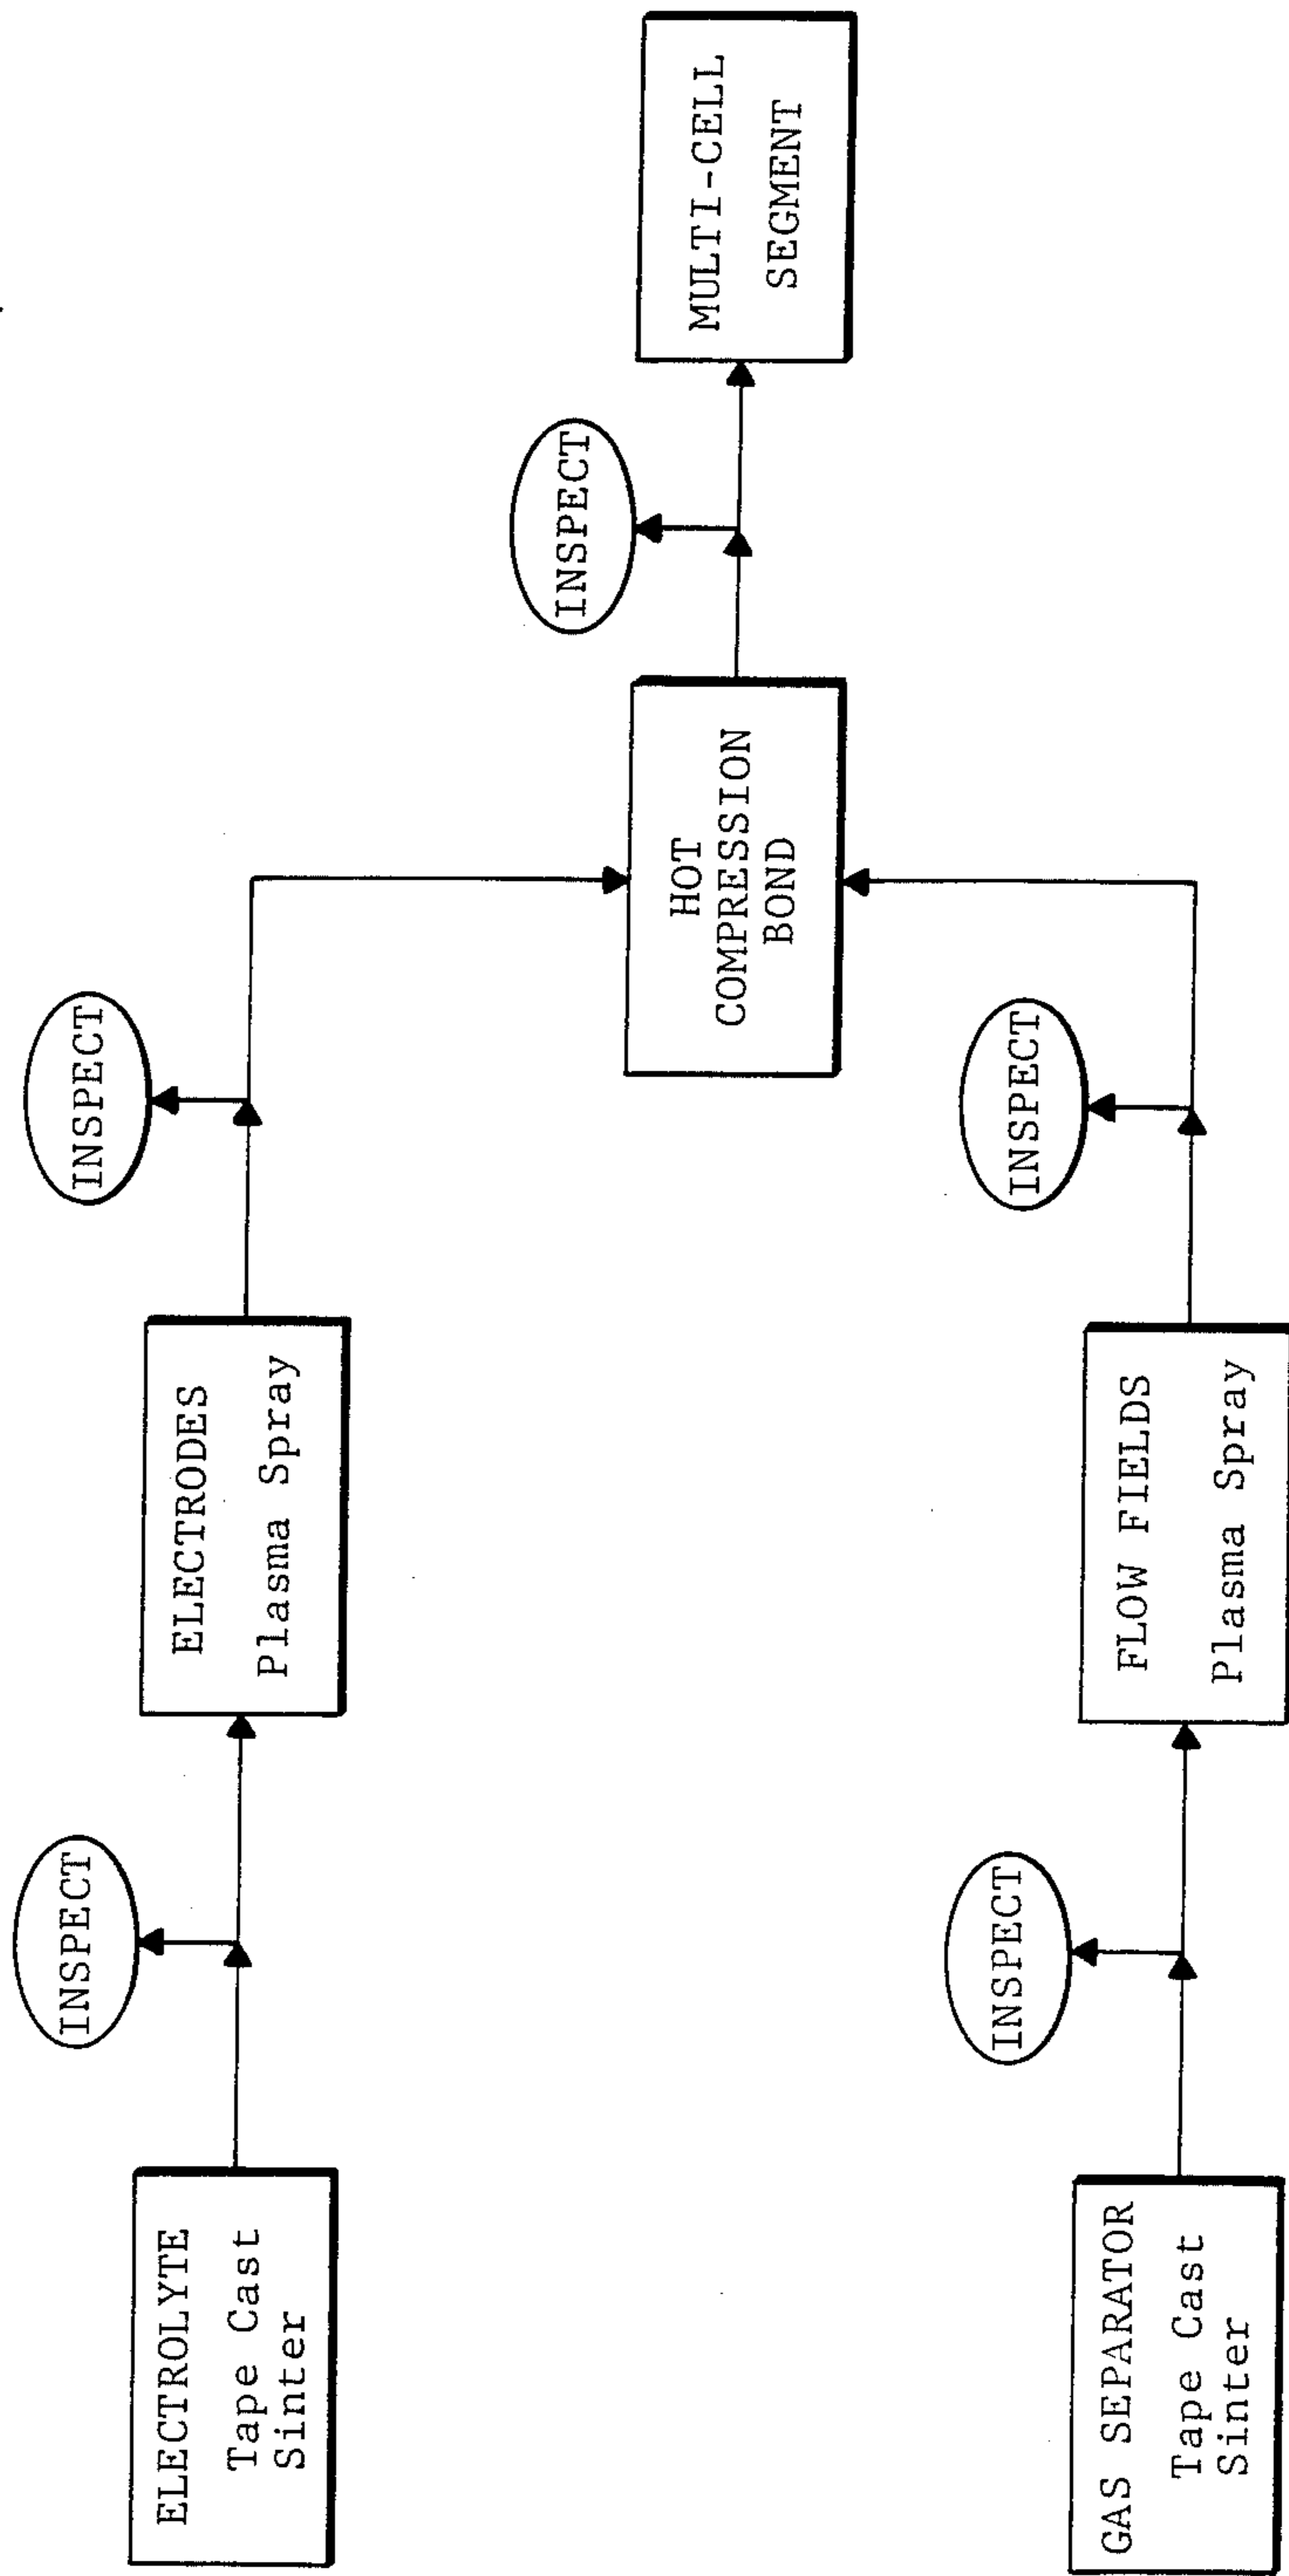 ELECTROLYTE
Tape Cast
Sinter
INSPECT
ELECTRODES
Plasma Spray
INSPECT
GAS SEPARATOR
Tape Cast
Sinter
INSPECT
FLOW FIELDS
Plasma Spray
INSPECT
HOT
COMPRESSION
BOND
INSPECT
MULTI-CELL
SEGMENT